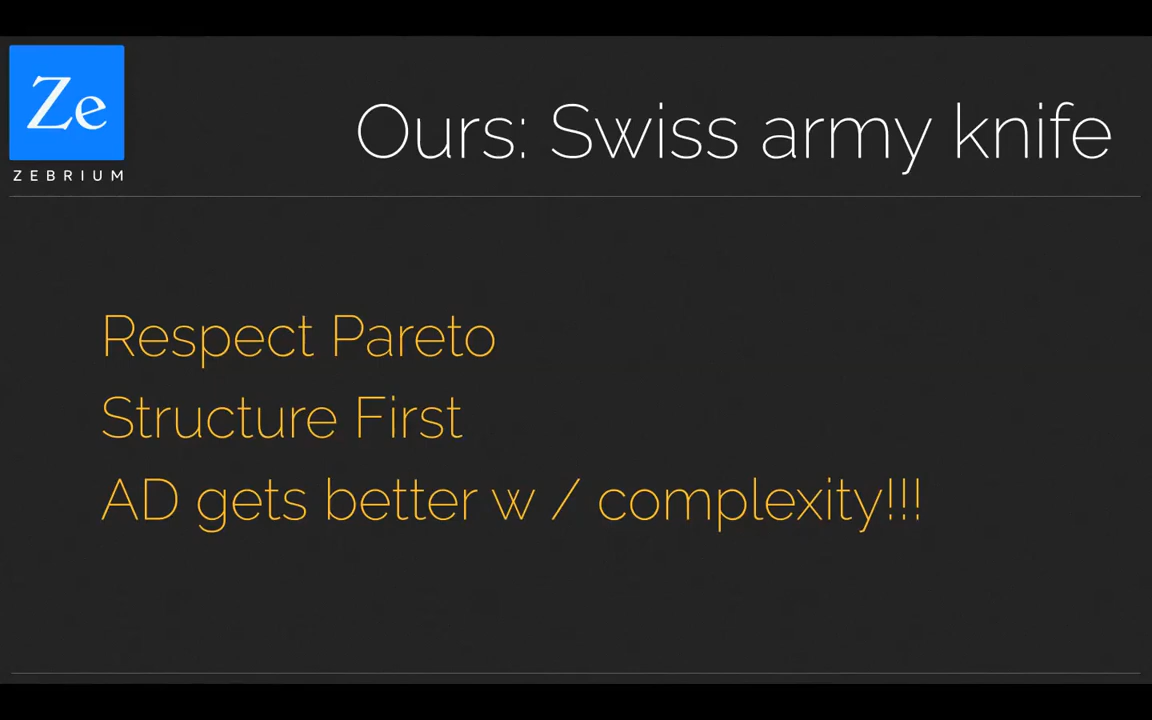 Ze
ZEBRIUM
Ours: Swiss army knife
Respect Pareto
Structure First
AD gets better w / complexity!!!